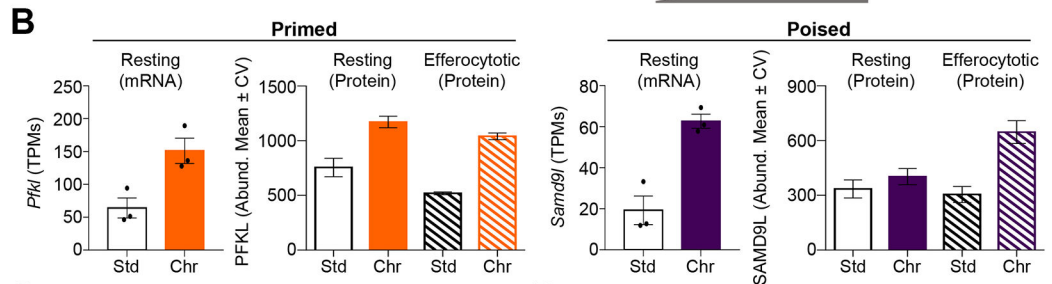 B
Primed
Resting
(mRNA)
Pfkl (TPMs)
250
200
150
100
50
0
Std
Chr
Resting
(Protein)
Efferocytotic
(Protein)
PFKL (Abund. Mean ± CV)
1500
1000
500
0
Std
Chr
Std
Chr
Poised
Resting
(mRNA)
Samd9l (TPMs)
80
60
40
20
0
Std
Chr
Resting
(Protein)
Efferocytotic
(Protein)
SAMD9L (Abund. Mean ± CV)
900
600
300
0
Std
Chr
Std
Chr